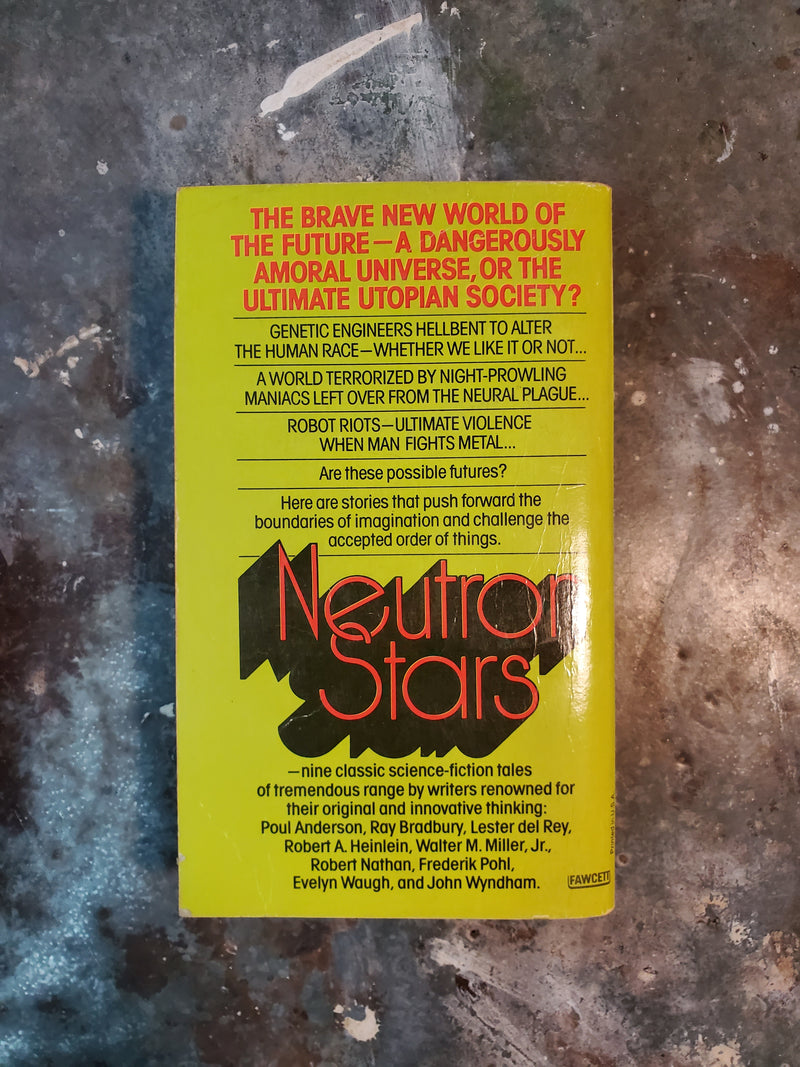 THE BRAVE NEW WORLD OF
THE FUTURE—A DANGEROUSLY
AMORAL UNIVERSE, OR THE
ULTIMATE UTOPIAN SOCIETY?
GENETIC ENGINEERS HELLBENT TO ALTER
THE HUMAN RACE—WHETHER WE LIKE IT OR NOT...
A WORLD TERRORIZED BY NIGHT-PROWLING
MANIACS LEFT OVER FROM THE NEURAL PLAGUE...
ROBOT RIOTS—ULTIMATE VIOLENCE
WHEN MAN FIGHTS METAL...
Are these possible futures?
Here are stories that push forward the
boundaries of imagination and challenge the
accepted order of things.
Neutron
Stars
—nine classic science-fiction tales
of tremendous range by writers renowned for
their original and innovative thinking:
Poul Anderson, Ray Bradbury, Lester del Rey,
Robert A. Heinlein, Walter M. Miller, Jr.,
Robert Nathan, Frederik Pohl,
Evelyn Waugh, and John Wyndham.
FAWCETT
Printed in U.S.A.